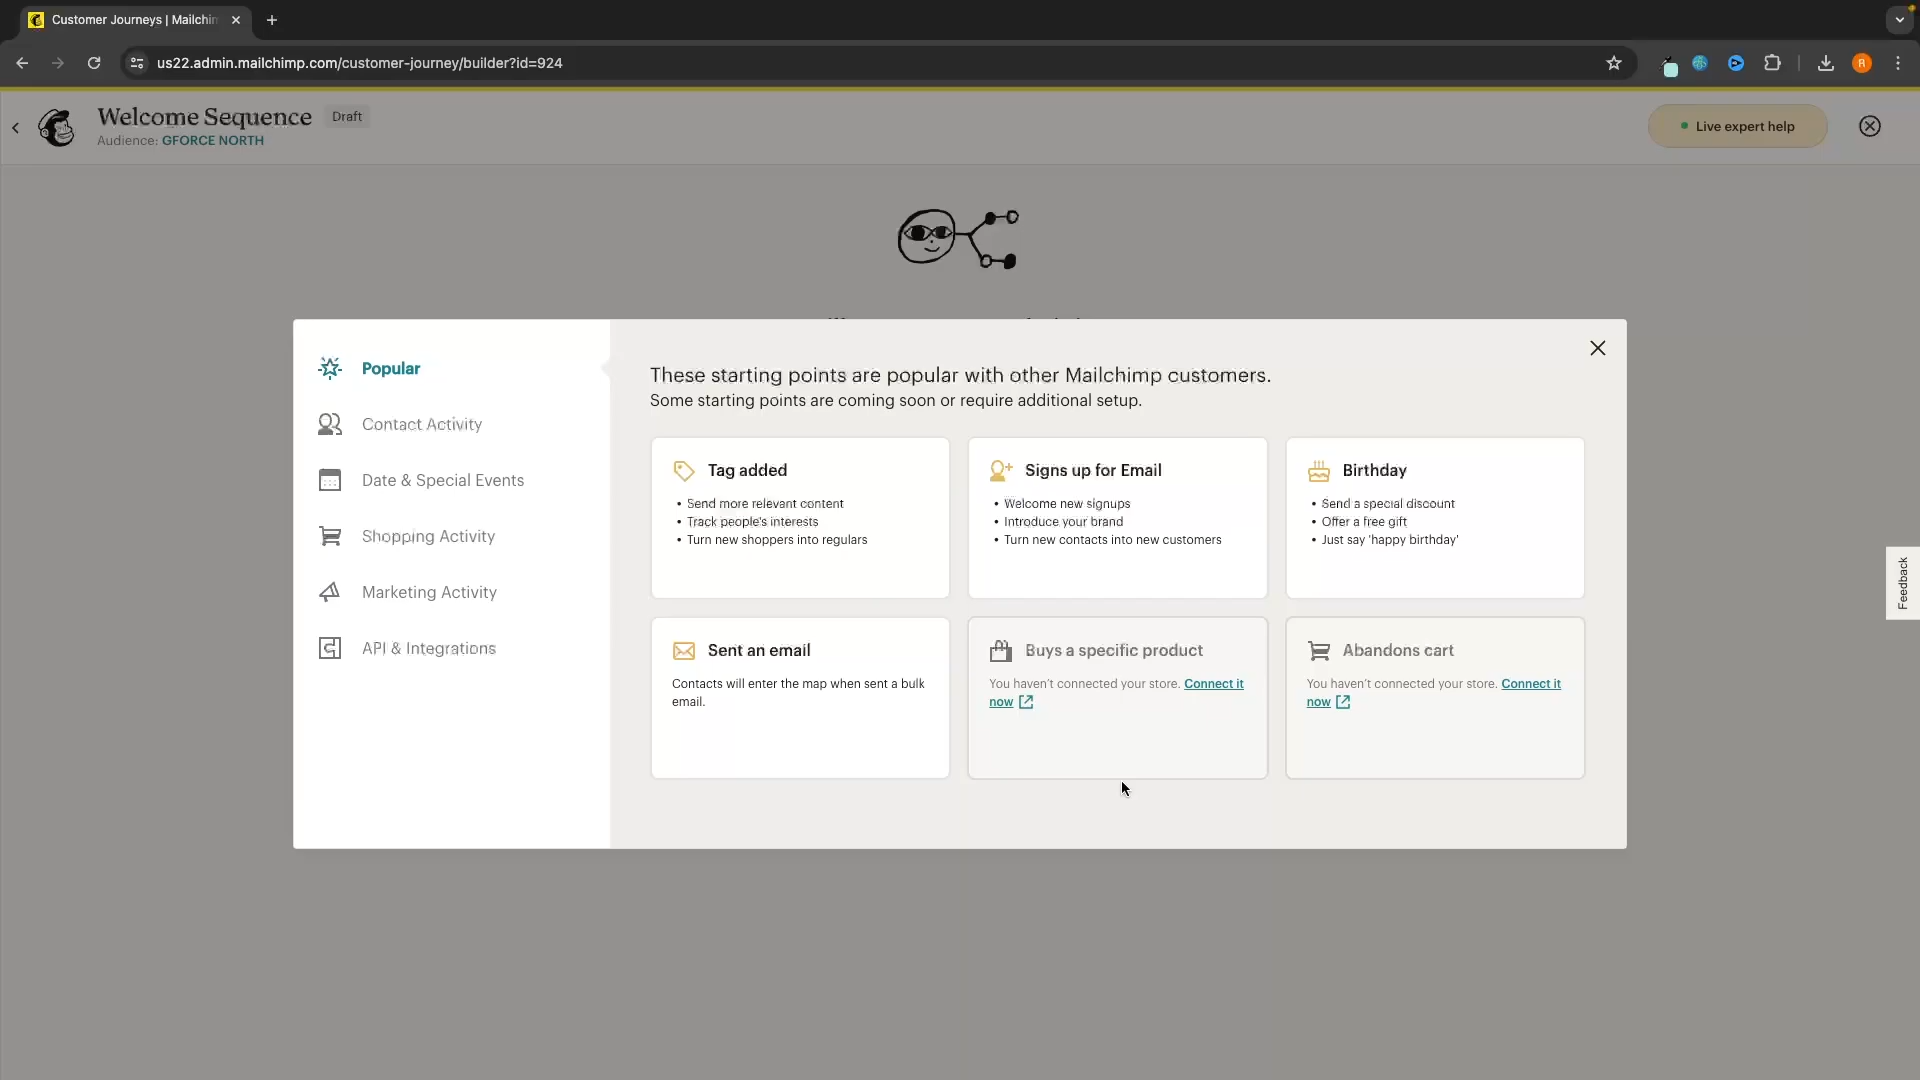 Customer Journeys | Mailchim
us22.admin.mailchimp.com/customer-journey/builder?id=924
R
Welcome Sequence
Draft
Audience: GFORCE NORTH
Live expert help
Popular
Contact Activity
Date & Special Events
Shopping Activity
Marketing Activity
API & Integrations
These starting points are popular with other Mailchimp customers.
Some starting points are coming soon or require additional setup.
Tag added
• Send more relevant content
• Track people's interests
• Turn new shoppers into regulars
Signs up for Email
• Welcome new signups
• Introduce your brand
• Turn new contacts into new customers
Birthday
• Send a special discount
• Offer a free gift
• Just say 'happy birthday'
Sent an email
Contacts will enter the map when sent a bulk
email.
Buys a specific product
You haven't connected your store. Connect it
now
Abandons cart
You haven't connected your store. Connect it
now
Feedback